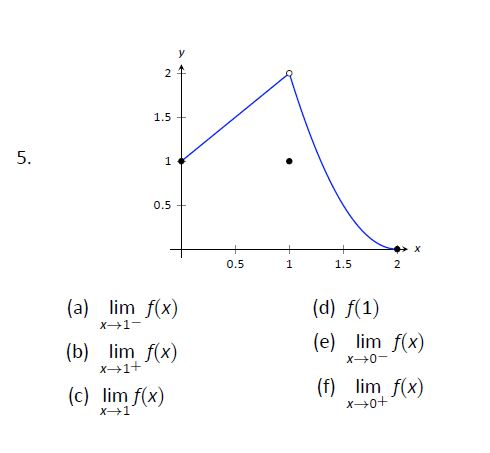 y
2
1.5
5.
1
0.5
x
0.5 1 1.5 2
(a) lim f(x)
x→1−
(b) lim f(x)
x→1+
(c) lim f(x)
x→1
(d) f(1)
(e) lim f(x)
x→0−
(f) lim f(x)
x→0+